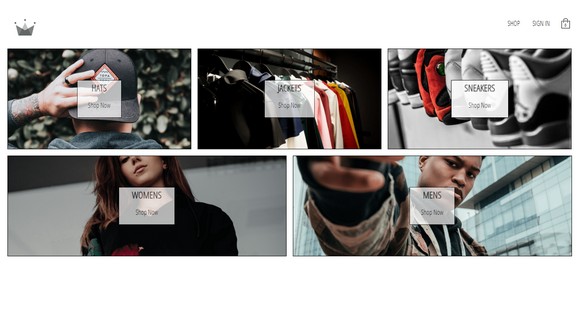 SHOP
SIGN IN
0
HATS
Shop Now
JACKETS
Shop Now
SNEAKERS
Shop Now
WOMENS
Shop Now
MENS
Shop Now